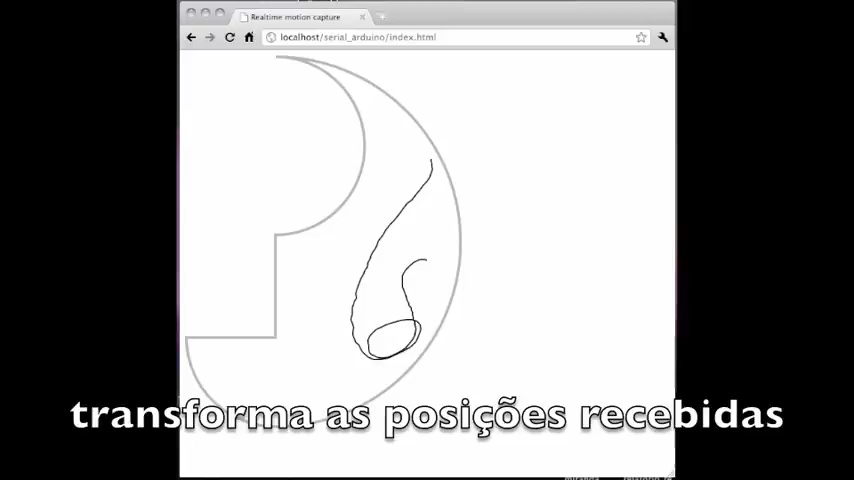 Realtime motion capture
localhost/serial_arduino/index.html
transforma as posições recebidas